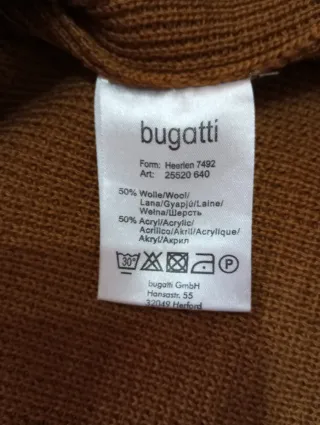 bugatti
Form: Heerlen 7492
Art: 25520 640
50% Wolle/Wool/
Lana/Gyapjú/Laine/
Wełna/Шерсть
50% Acryl/Acrylic/
Acrilico/Akril/Acrylique/
Akryl/Акрил
30° P
bugatti GmbH
Hansastr. 55
32049 Herford